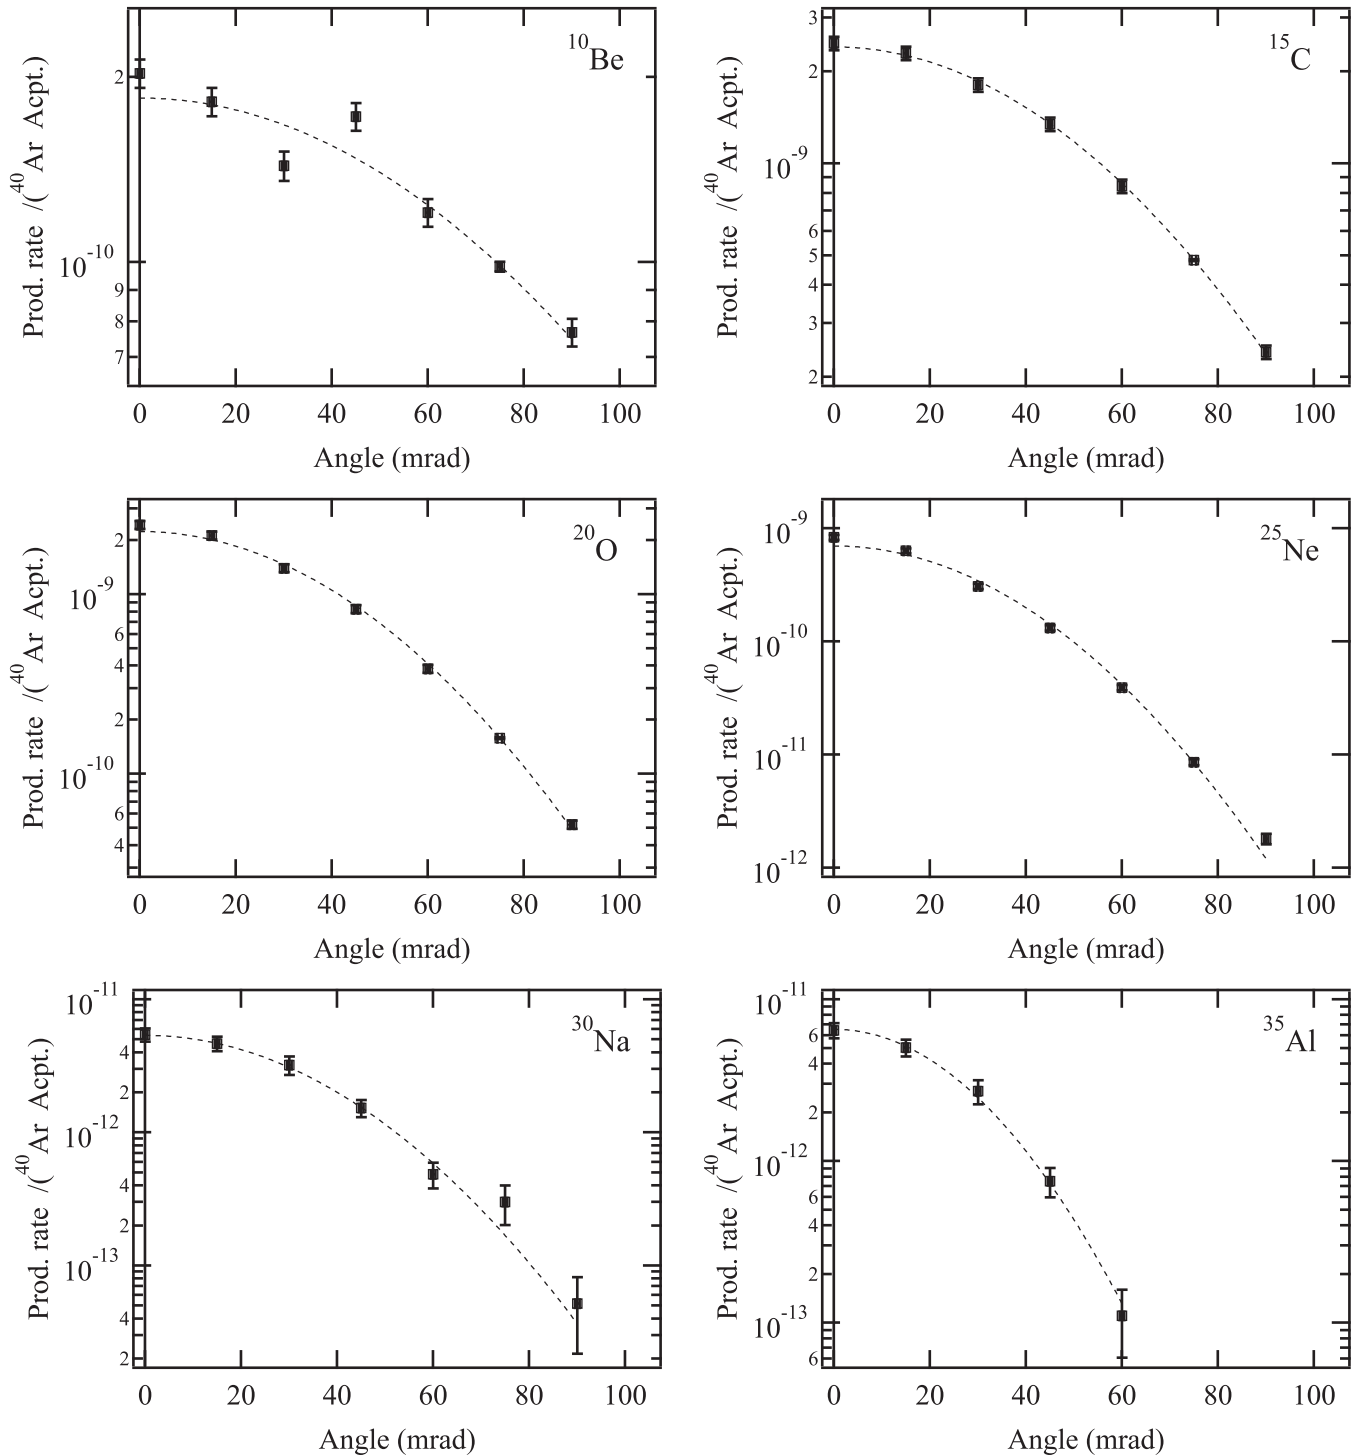 Prod. rate /(⁴⁰Ar Acpt.)
¹⁰Be
2
10⁻¹⁰
9
8
7
0 20 40 60 80 100
Angle (mrad)
Prod. rate /(⁴⁰Ar Acpt.)
¹⁵C
3
2
10⁻⁹
7
6
5
4
3
2
0 20 40 60 80 100
Angle (mrad)
Prod. rate /(⁴⁰Ar Acpt.)
²⁰O
2
10⁻⁹
6
4
2
10⁻¹⁰
6
4
0 20 40 60 80 100
Angle (mrad)
Prod. rate /(⁴⁰Ar Acpt.)
²⁵Ne
10⁻⁹
10⁻¹⁰
10⁻¹¹
10⁻¹²
0 20 40 60 80 100
Angle (mrad)
Prod. rate /(⁴⁰Ar Acpt.)
³⁰Na
10⁻¹¹
4
2
10⁻¹²
4
2
10⁻¹³
4
2
0 20 40 60 80 100
Angle (mrad)
Prod. rate /(⁴⁰Ar Acpt.)
³⁵Al
10⁻¹¹
6
4
2
10⁻¹²
6
4
2
10⁻¹³
6
0 20 40 60 80 100
Angle (mrad)